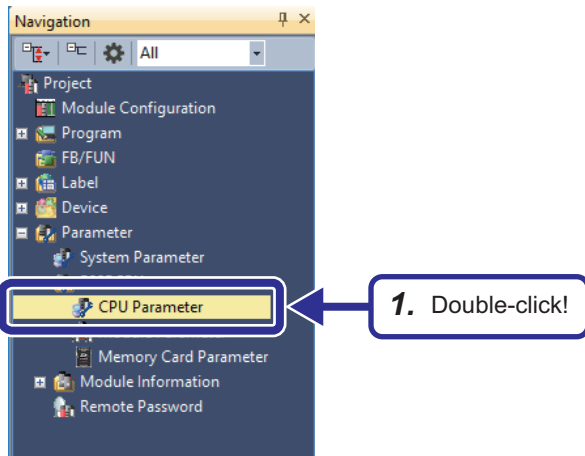 Navigation
All
Project
Module Configuration
Program
FB/FUN
Label
Device
Parameter
System Parameter
CPU Parameter
1. Double-click!
Memory Card Parameter
Module Information
Remote Password